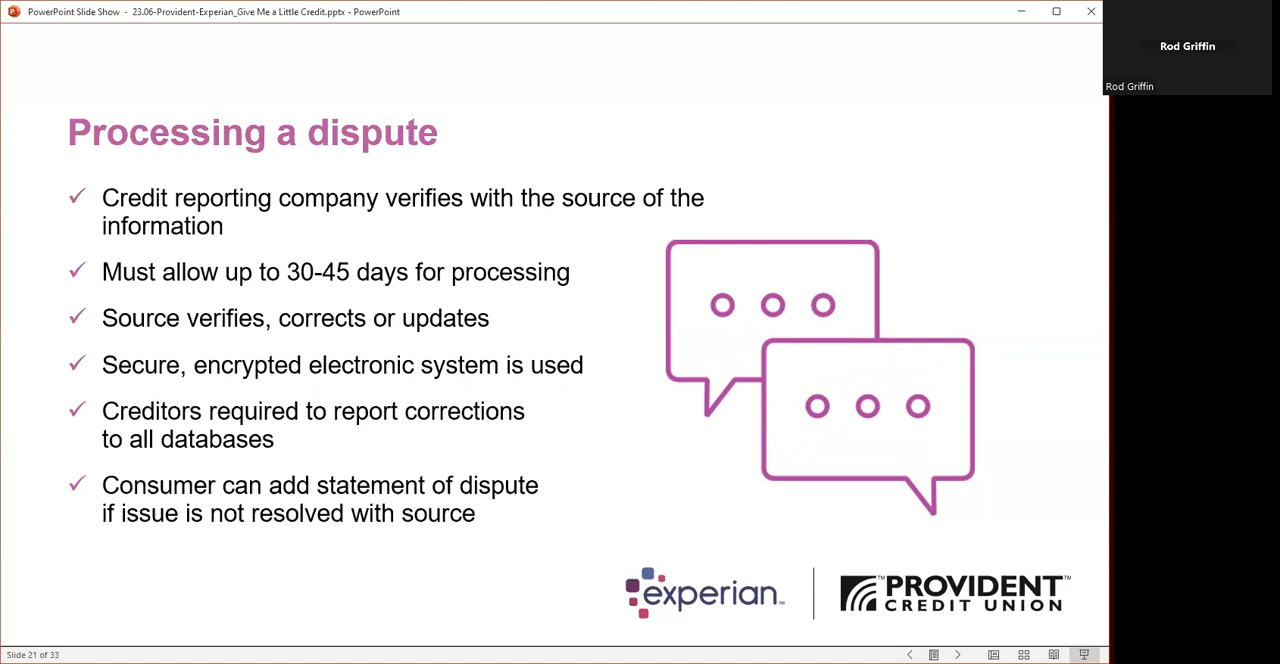 PowerPoint Slide Show - 23.06-Provident-Experian_Give Me a Little Credit.pptx - PowerPoint
Rod Griffin
Rod Griffin
Processing a dispute
✓ Credit reporting company verifies with the source of the
information
✓ Must allow up to 30-45 days for processing
✓ Source verifies, corrects or updates
✓ Secure, encrypted electronic system is used
✓ Creditors required to report corrections
to all databases
✓ Consumer can add statement of dispute
if issue is not resolved with source
experian™
™PROVIDENT™
CREDIT UNION
Slide 21 of 33